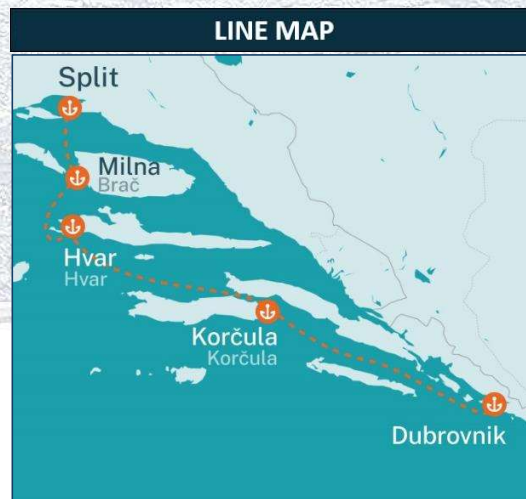 LINE MAP
Split
Milna
Brač
Hvar
Hvar
Korčula
Korčula
Dubrovnik